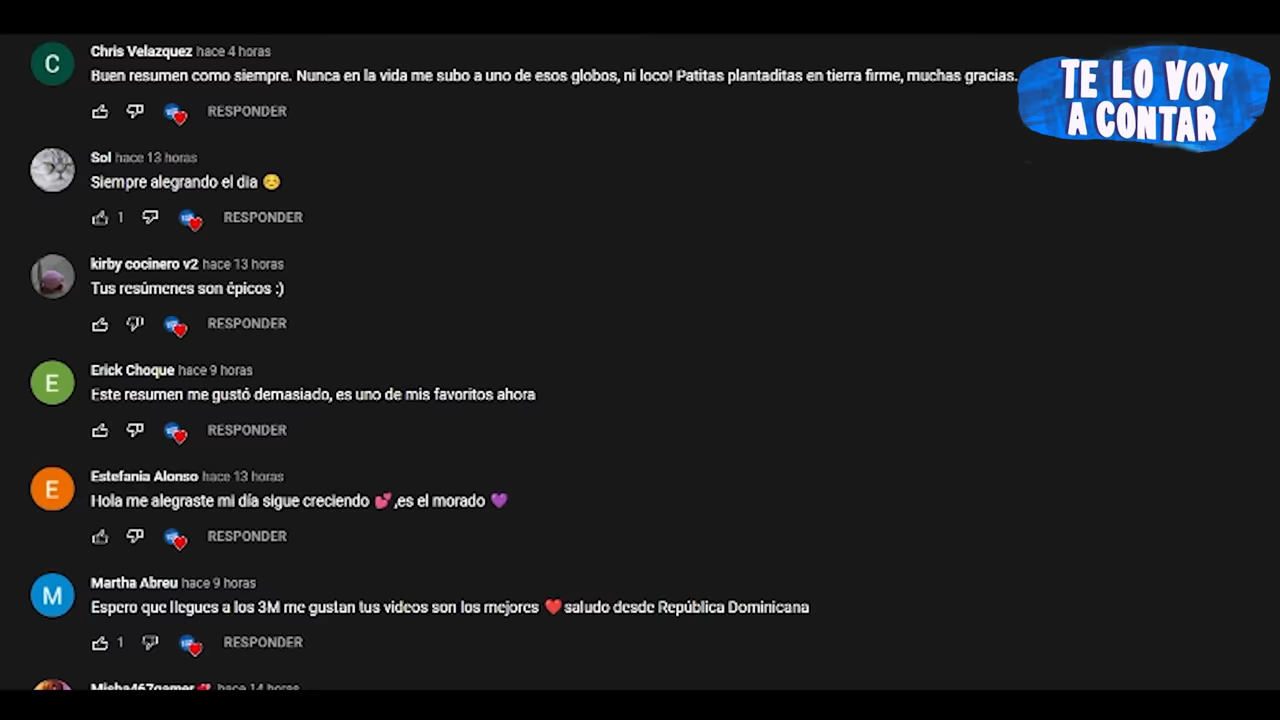 Chris Velazquez hace 4 horas
Buen resumen como siempre. Nunca en la vida me subo a uno de esos globos, ni loco! Patitas plantaditas en tierra firme, muchas gracias.
RESPONDER
TE LO VOY
A CONTAR
Sol hace 13 horas
Siempre alegrando el dia ☺️
1 RESPONDER
kirby cocinero v2 hace 13 horas
Tus resúmenes son épicos :)
RESPONDER
Erick Choque hace 9 horas
Este resumen me gustó demasiado, es uno de mis favoritos ahora
RESPONDER
Estefania Alonso hace 13 horas
Hola me alegraste mi día sigue creciendo 💕,es el morado 💜
RESPONDER
Martha Abreu hace 9 horas
Espero que llegues a los 3M me gustan tus videos son los mejores ❤️saludo desde República Dominicana
1 RESPONDER
Misha467gamer💕 hace 14 horas